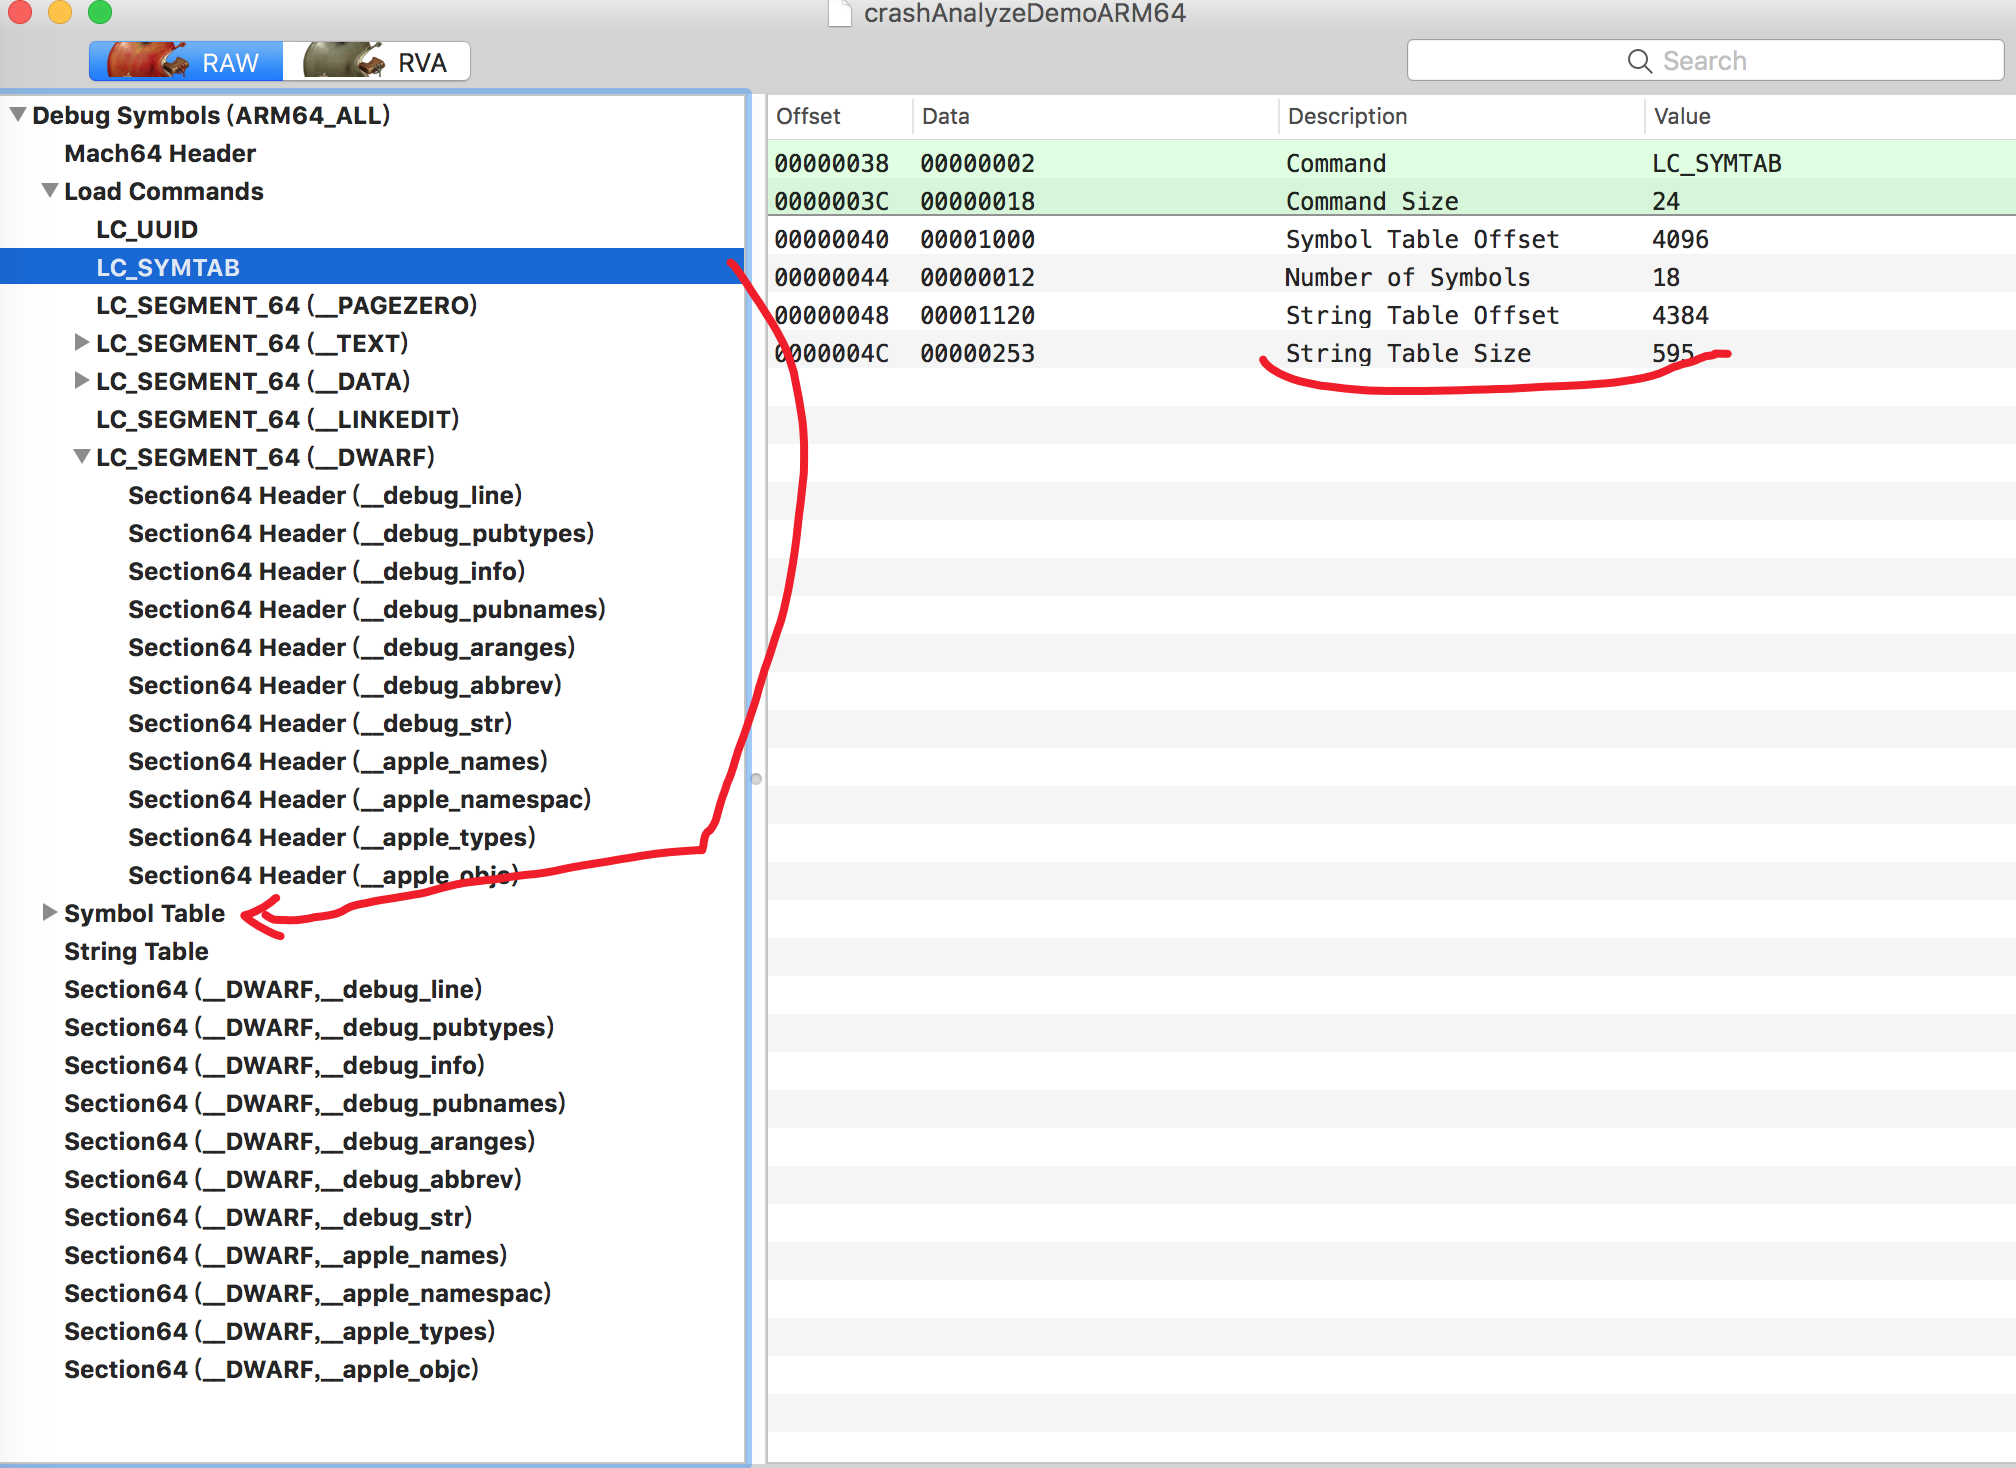 crashAnalyzeDemoARM64
RAW RVA
Search
Debug Symbols (ARM64_ALL)
Mach64 Header
Load Commands
LC_UUID
LC_SYMTAB
LC_SEGMENT_64 (__PAGEZERO)
LC_SEGMENT_64 (__TEXT)
LC_SEGMENT_64 (__DATA)
LC_SEGMENT_64 (__LINKEDIT)
LC_SEGMENT_64 (__DWARF)
Section64 Header (__debug_line)
Section64 Header (__debug_pubtypes)
Section64 Header (__debug_info)
Section64 Header (__debug_pubnames)
Section64 Header (__debug_aranges)
Section64 Header (__debug_abbrev)
Section64 Header (__debug_str)
Section64 Header (__apple_names)
Section64 Header (__apple_namespac)
Section64 Header (__apple_types)
Section64 Header (__apple_objc)
Symbol Table
String Table
Section64 (__DWARF,__debug_line)
Section64 (__DWARF,__debug_pubtypes)
Section64 (__DWARF,__debug_info)
Section64 (__DWARF,__debug_pubnames)
Section64 (__DWARF,__debug_aranges)
Section64 (__DWARF,__debug_abbrev)
Section64 (__DWARF,__debug_str)
Section64 (__DWARF,__apple_names)
Section64 (__DWARF,__apple_namespac)
Section64 (__DWARF,__apple_types)
Section64 (__DWARF,__apple_objc)
Offset Data Description Value
00000038 00000002 Command LC_SYMTAB
0000003C 00000018 Command Size 24
00000040 00001000 Symbol Table Offset 4096
00000044 00000012 Number of Symbols 18
00000048 00001120 String Table Offset 4384
0000004C 00000253 String Table Size 595